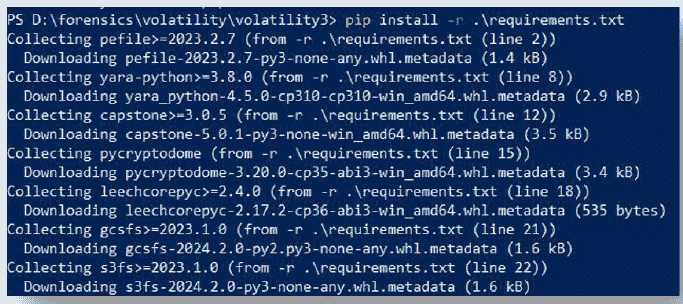 PS D:\forensics\volatility\volatility3> pip install -r .\requirements.txt
Collecting pefile>=2023.2.7 (from -r .\requirements.txt (line 2))
  Downloading pefile-2023.2.7-py3-none-any.whl.metadata (1.4 kB)
Collecting yara-python>=3.8.0 (from -r .\requirements.txt (line 8))
  Downloading yara_python-4.5.0-cp310-cp310-win_amd64.whl.metadata (2.9 kB)
Collecting capstone>=3.0.5 (from -r .\requirements.txt (line 12))
  Downloading capstone-5.0.1-py3-none-win_amd64.whl.metadata (3.5 kB)
Collecting pycryptodome (from -r .\requirements.txt (line 15))
  Downloading pycryptodome-3.20.0-cp35-abi3-win_amd64.whl.metadata (3.4 kB)
Collecting leechcorepyc>=2.4.0 (from -r .\requirements.txt (line 18))
  Downloading leechcorepyc-2.17.2-cp36-abi3-win_amd64.whl.metadata (535 bytes)
Collecting gcsfs>=2023.1.0 (from -r .\requirements.txt (line 21))
  Downloading gcsfs-2024.2.0-py2.py3-none-any.whl.metadata (1.6 kB)
Collecting s3fs>=2023.1.0 (from -r .\requirements.txt (line 22))
  Downloading s3fs-2024.2.0-py3-none-any.whl.metadata (1.6 kB)